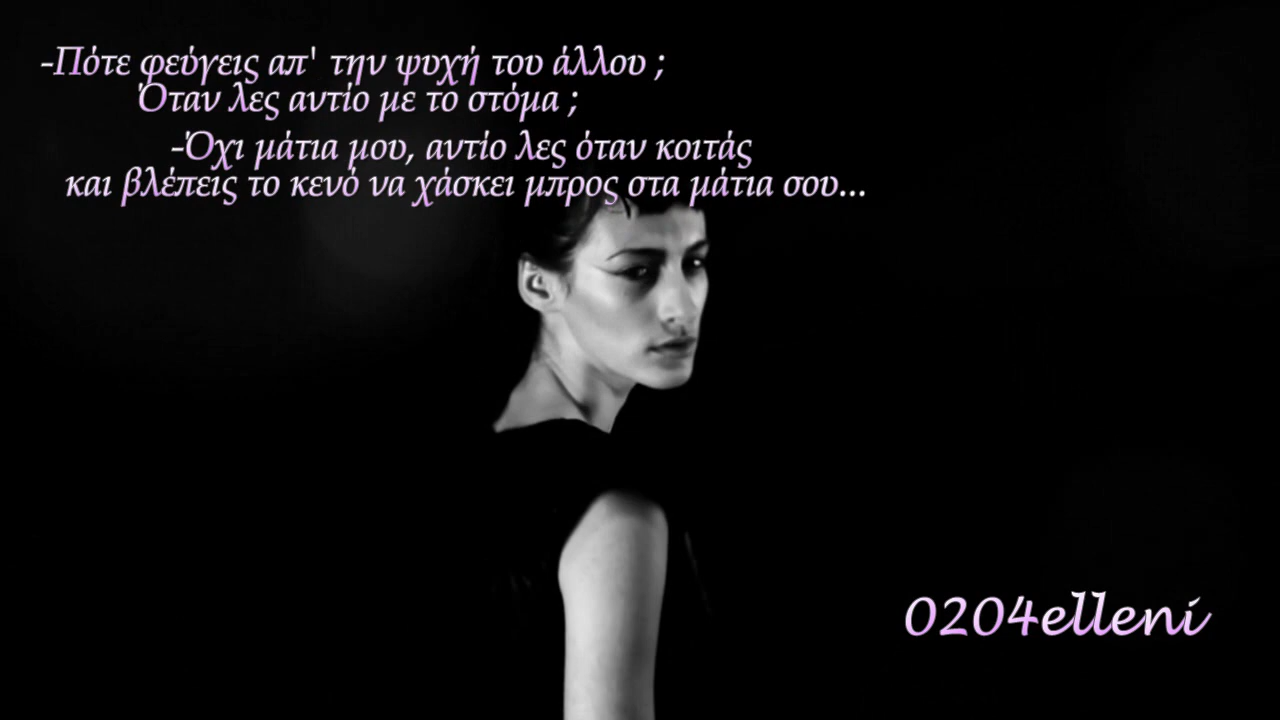 -Πότε φεύγεις απ' την ψυχή του άλλου ;
Όταν λες αντίο με το στόμα ;
-Όχι μάτια μου, αντίο λες όταν κοιτάς
και βλέπεις το κενό να χάσκει μπρος στα μάτια σου...
0204elleni